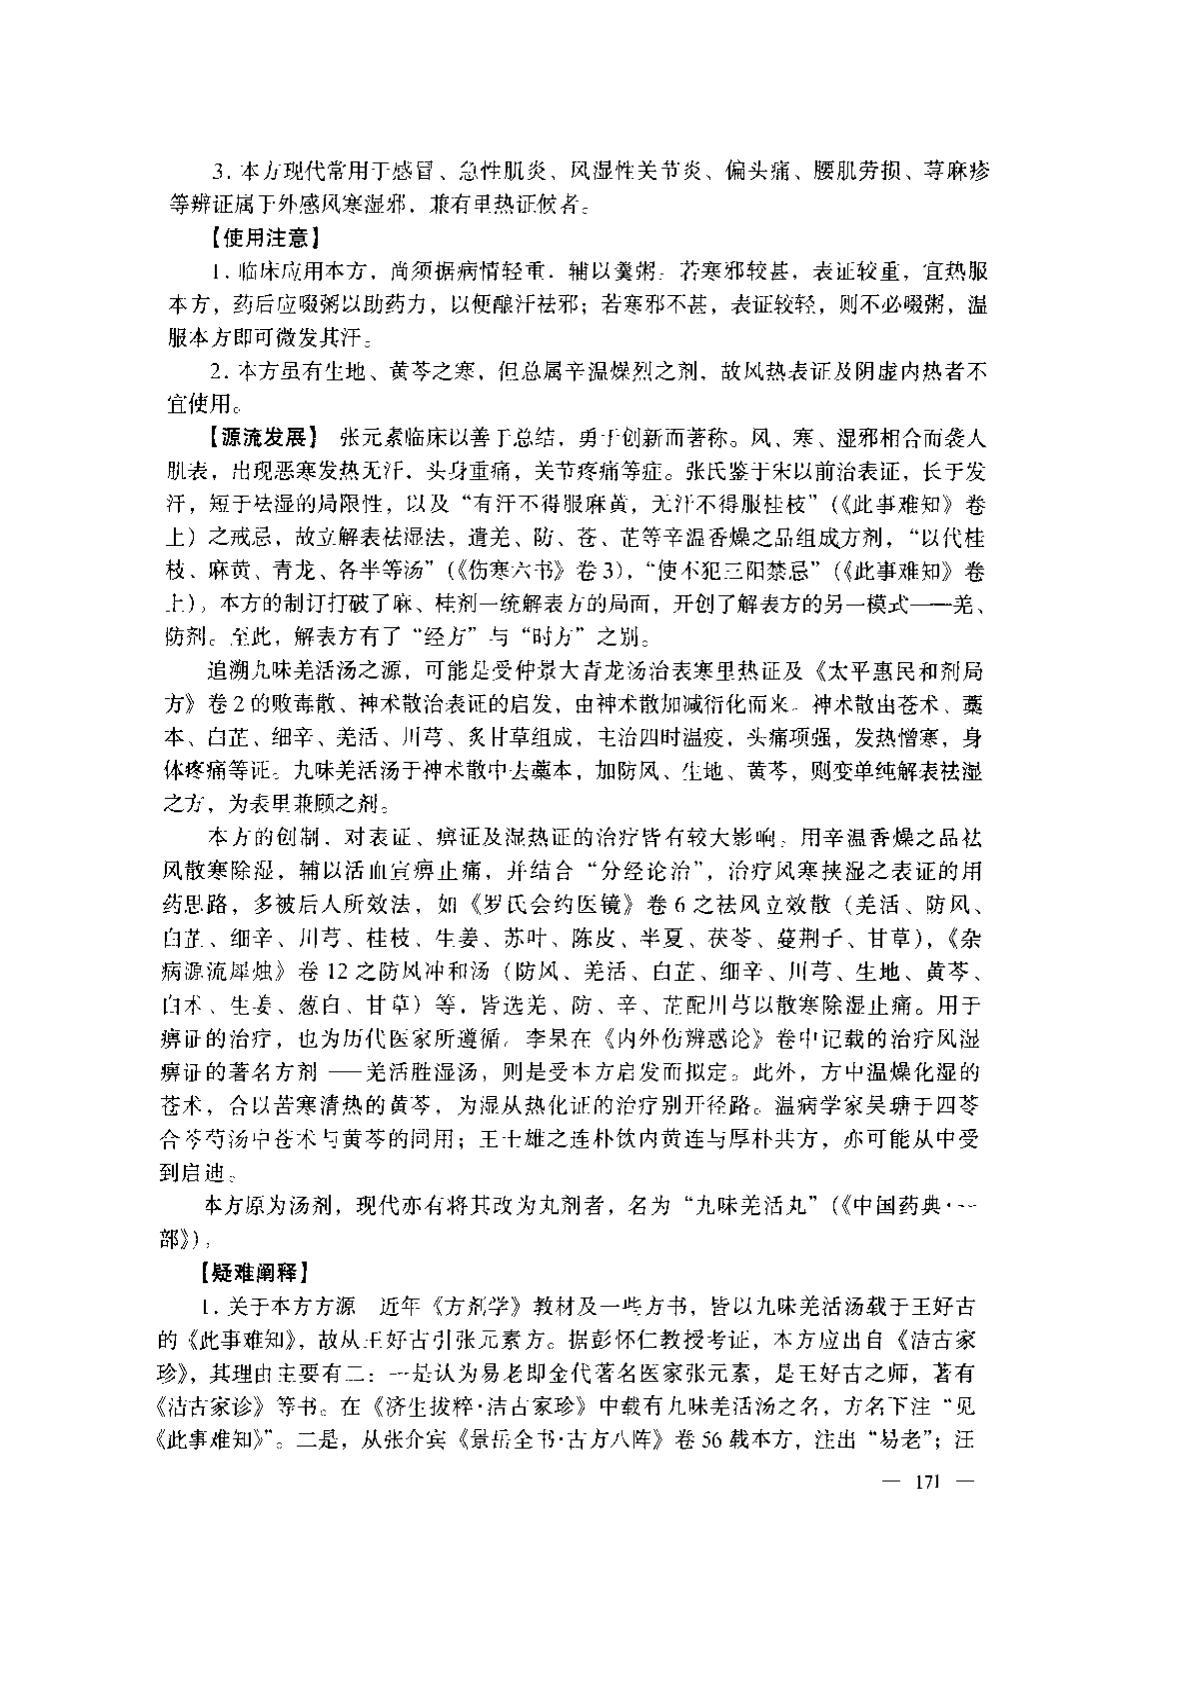 3. 本方现代常用于感冒、急性肌炎、风湿性关节炎、偏头痛、腰肌劳损、荨麻疹
等辨证属于外感风寒湿邪，兼有里热证候者。
【使用注意】
1. 临床应用本方，尚须据病情轻重，辅以羹粥。若寒邪较甚，表证较重，宜热服
本方，药后应啜粥以助药力，以便酿汗祛邪；若寒邪不甚，表证较轻，则不必啜粥，温
服本方即可微发其汗。
2. 本方虽有生地、黄芩之寒，但总属辛温燥烈之剂，故风热表证及阴虚内热者不
宜使用。
【源流发展】 张元素临床以善于总结，勇于创新而著称。风、寒、湿邪相合而袭人
肌表，出现恶寒发热无汗，头身重痛，关节疼痛等症。张氏鉴于宋以前治表证，长于发
汗，短于祛湿的局限性，以及“有汗不得服麻黄，无汗不得服桂枝”（《此事难知》卷
上）之戒忌，故立解表祛湿法，遣羌、防、苍、芷等辛温香燥之品组成方剂，“以代桂
枝、麻黄、青龙、各半等汤”（《伤寒六书》卷3），“使不犯三阳禁忌”（《此事难知》卷
上）。本方的制订打破了麻、桂剂一统解表方的局面，开创了解表方的另一模式——羌、
防剂。至此，解表方有了“经方”与“时方”之别。
追溯九味羌活汤之源，可能是受仲景大青龙汤治表寒里热证及《太平惠民和剂局
方》卷2的败毒散、神术散治表证的启发，由神术散加减衍化而来。神术散由苍术、藁
本、白芷、细辛、羌活、川芎、炙甘草组成，主治四时温疫，头痛项强，发热憎寒，身
体疼痛等证。九味羌活汤于神术散中去藁本，加防风、生地、黄芩，则变单纯解表祛湿
之方，为表里兼顾之剂。
本方的创制，对表证、痹证及湿热证的治疗皆有较大影响。用辛温香燥之品祛
风散寒除湿，辅以活血宣痹止痛，并结合“分经论治”，治疗风寒挟湿之表证的用
药思路，多被后人所效法，如《罗氏会约医镜》卷6之祛风立效散（羌活、防风、
白芷、细辛、川芎、桂枝、生姜、苏叶、陈皮、半夏、茯苓、蔓荆子、甘草），《杂
病源流犀烛》卷12之防风冲和汤（防风、羌活、白芷、细辛、川芎、生地、黄芩、
白术、生姜、葱白、甘草）等，皆选羌、防、辛、芷配川芎以散寒除湿止痛。用于
痹证的治疗，也为历代医家所遵循。李杲在《内外伤辨惑论》卷中记载的治疗风湿
痹证的著名方剂——羌活胜湿汤，则是受本方启发而拟定。此外，方中温燥化湿的
苍术，合以苦寒清热的黄芩，为湿从热化证的治疗别开径路。温病学家吴瑭于四苓
合芩芍汤中苍术与黄芩的同用；王士雄之连朴饮内黄连与厚朴共方，亦可能从中受
到启迪。
本方原为汤剂，现代亦有将其改为丸剂者，名为“九味羌活丸”（《中国药典·一
部》）。
【疑难阐释】
1. 关于本方方源　近年《方剂学》教材及一些方书，皆以九味羌活汤载于王好古
的《此事难知》，故从王好古引张元素方。据彭怀仁教授考证，本方应出自《洁古家
珍》，其理由主要有二：一是认为易老即金代著名医家张元素，是王好古之师，著有
《洁古家诊》等书。在《济生拔粹·洁古家珍》中载有九味羌活汤之名，方名下注“见
《此事难知》”。二是，从张介宾《景岳全书·古方八阵》卷56载本方，注出“易老”；汪
— 171 —